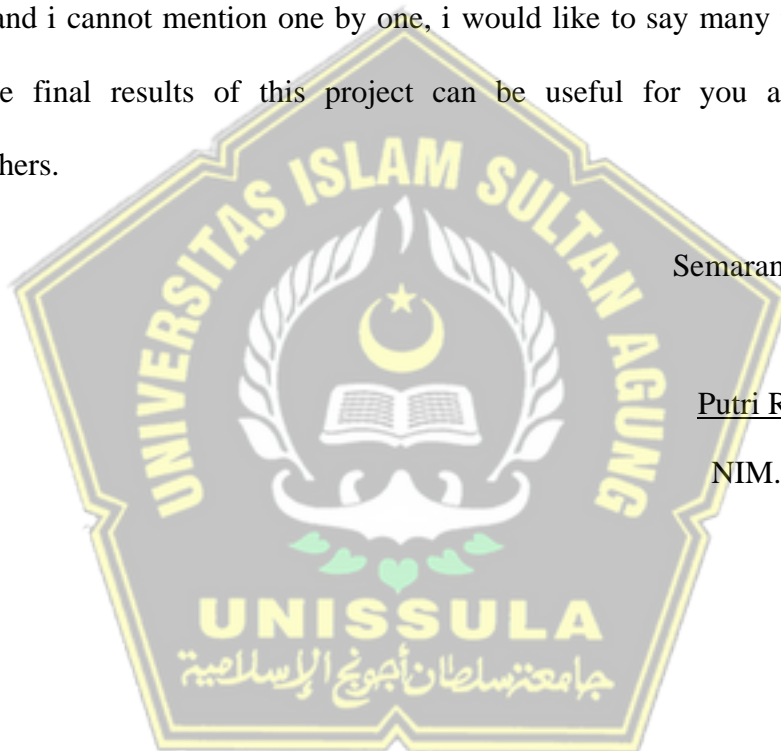 and i cannot mention one by one, i would like to say many
e final results of this project can be useful for you a
hers.
UNIVERSITAS ISLAM SULTAN AGUNG
Semaran
Putri R
NIM.
UNISSULA
جامعة سلطان أجونج الإسلامية